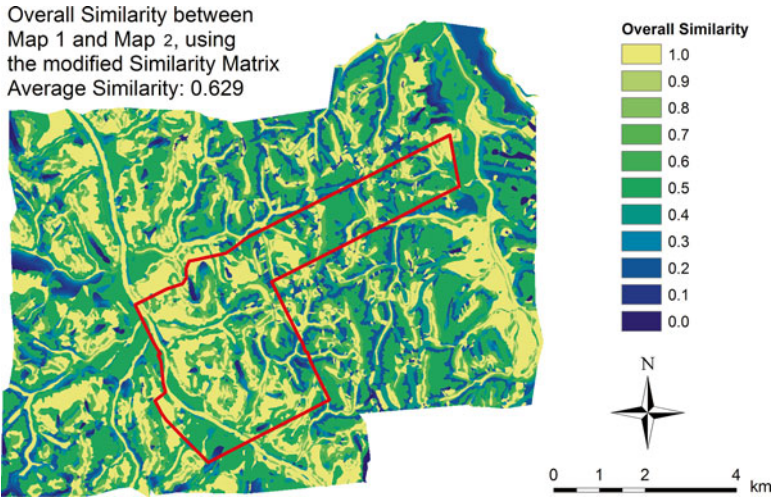 Overall Similarity between
Map 1 and Map 2, using
the modified Similarity Matrix
Average Similarity: 0.629
Overall Similarity
1.0
0.9
0.8
0.7
0.6
0.5
0.4
0.3
0.2
0.1
0.0
N
0 1 2 4
km